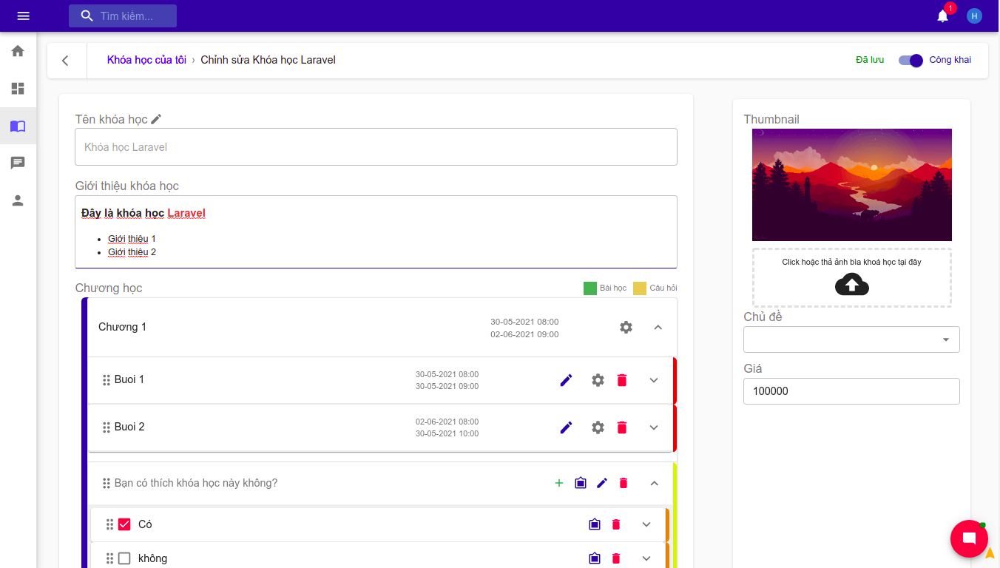 Tìm kiếm...
1
H
Khóa học của tôi › Chỉnh sửa Khóa học Laravel
Đã lưu
Công khai
Tên khóa học
Khóa học Laravel
Giới thiệu khóa học
Đây là khóa học Laravel
• Giới thiệu 1
• Giới thiệu 2
Chương học
Bài học
Câu hỏi
Chương 1
30-05-2021 08:00
02-06-2021 09:00
Buoi 1
30-05-2021 08:00
30-05-2021 09:00
Buoi 2
02-06-2021 08:00
30-05-2021 10:00
Bạn có thích khóa học này không?
Có
không
Thumbnail
Click hoặc thả ảnh bìa khoá học tại đây
Chủ đề
Giá
100000